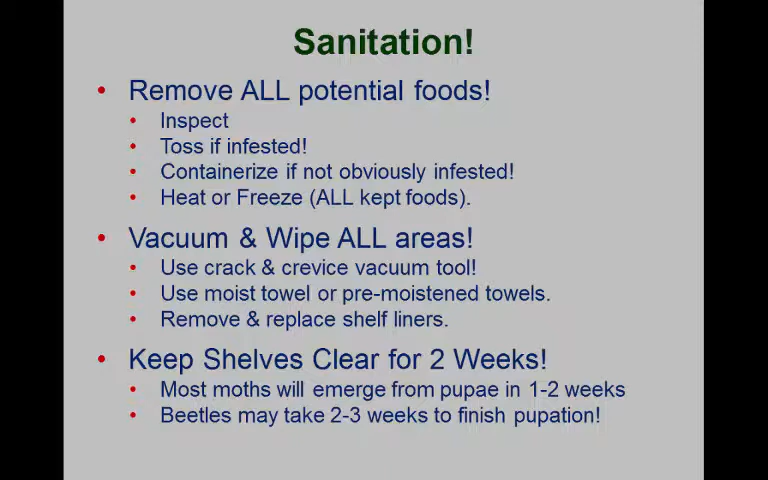 Sanitation!
• Remove ALL potential foods!
• Inspect
• Toss if infested!
• Containerize if not obviously infested!
• Heat or Freeze (ALL kept foods).
• Vacuum & Wipe ALL areas!
• Use crack & crevice vacuum tool!
• Use moist towel or pre-moistened towels.
• Remove & replace shelf liners.
• Keep Shelves Clear for 2 Weeks!
• Most moths will emerge from pupae in 1-2 weeks
• Beetles may take 2-3 weeks to finish pupation!